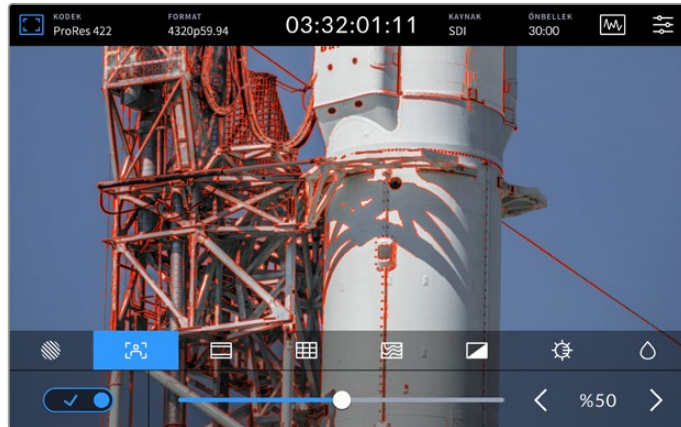 KODEK FORMAT 03:32:01:11 KAYNAK ÖNBELLEK
ProRes 422 4320p59.94 SDI 30:00
%50